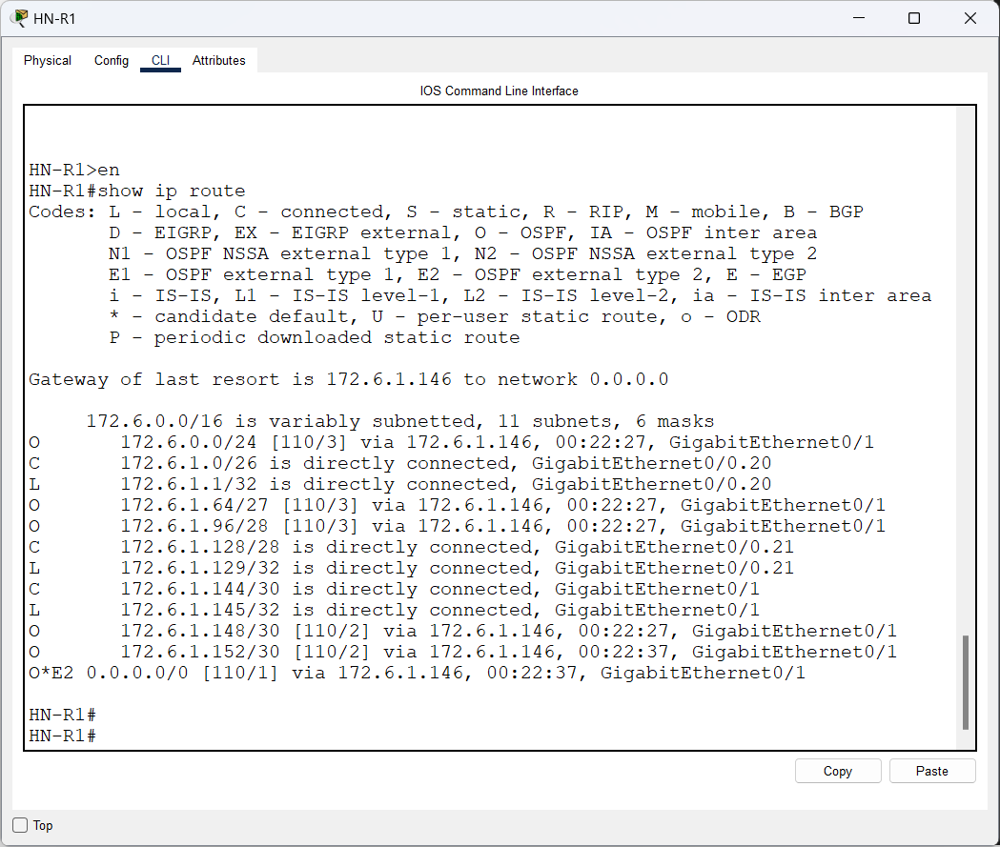 HN-R1
Physical Config CLI Attributes
IOS Command Line Interface
HN-R1>en
HN-R1#show ip route
Codes: L - local, C - connected, S - static, R - RIP, M - mobile, B - BGP
       D - EIGRP, EX - EIGRP external, O - OSPF, IA - OSPF inter area
       N1 - OSPF NSSA external type 1, N2 - OSPF NSSA external type 2
       E1 - OSPF external type 1, E2 - OSPF external type 2, E - EGP
       i - IS-IS, L1 - IS-IS level-1, L2 - IS-IS level-2, ia - IS-IS inter area
       * - candidate default, U - per-user static route, o - ODR
       P - periodic downloaded static route
Gateway of last resort is 172.6.1.146 to network 0.0.0.0
     172.6.0.0/16 is variably subnetted, 11 subnets, 6 masks
O       172.6.0.0/24 [110/3] via 172.6.1.146, 00:22:27, GigabitEthernet0/1
C       172.6.1.0/26 is directly connected, GigabitEthernet0/0.20
L       172.6.1.1/32 is directly connected, GigabitEthernet0/0.20
O       172.6.1.64/27 [110/3] via 172.6.1.146, 00:22:27, GigabitEthernet0/1
O       172.6.1.96/28 [110/3] via 172.6.1.146, 00:22:27, GigabitEthernet0/1
C       172.6.1.128/28 is directly connected, GigabitEthernet0/0.21
L       172.6.1.129/32 is directly connected, GigabitEthernet0/0.21
C       172.6.1.144/30 is directly connected, GigabitEthernet0/1
L       172.6.1.145/32 is directly connected, GigabitEthernet0/1
O       172.6.1.148/30 [110/2] via 172.6.1.146, 00:22:27, GigabitEthernet0/1
O       172.6.1.152/30 [110/2] via 172.6.1.146, 00:22:37, GigabitEthernet0/1
O*E2 0.0.0.0/0 [110/1] via 172.6.1.146, 00:22:37, GigabitEthernet0/1
HN-R1#
HN-R1#
Copy Paste
Top